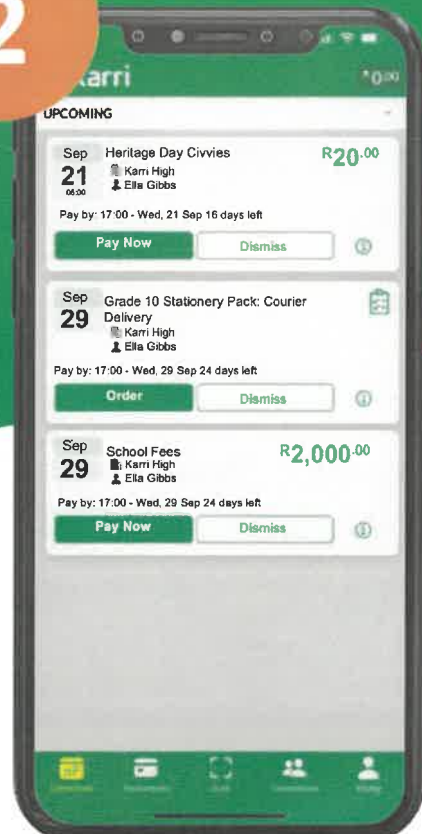 2
arri
R0.00
UPCOMING
Sep
21
Heritage Day Civvies
R20.00
Karri High
Ella Gibbs
Pay by: 17:00 - Wed, 21 Sep 16 days left
Pay Now
Dismiss
Sep
29
Grade 10 Stationery Pack: Courier
Delivery
Karri High
Ella Gibbs
Pay by: 17:00 - Wed, 29 Sep 24 days left
Order
Dismiss
Sep
29
School Fees
R2,000.00
Karri High
Ella Gibbs
Pay by: 17:00 - Wed, 29 Sep 24 days left
Pay Now
Dismiss